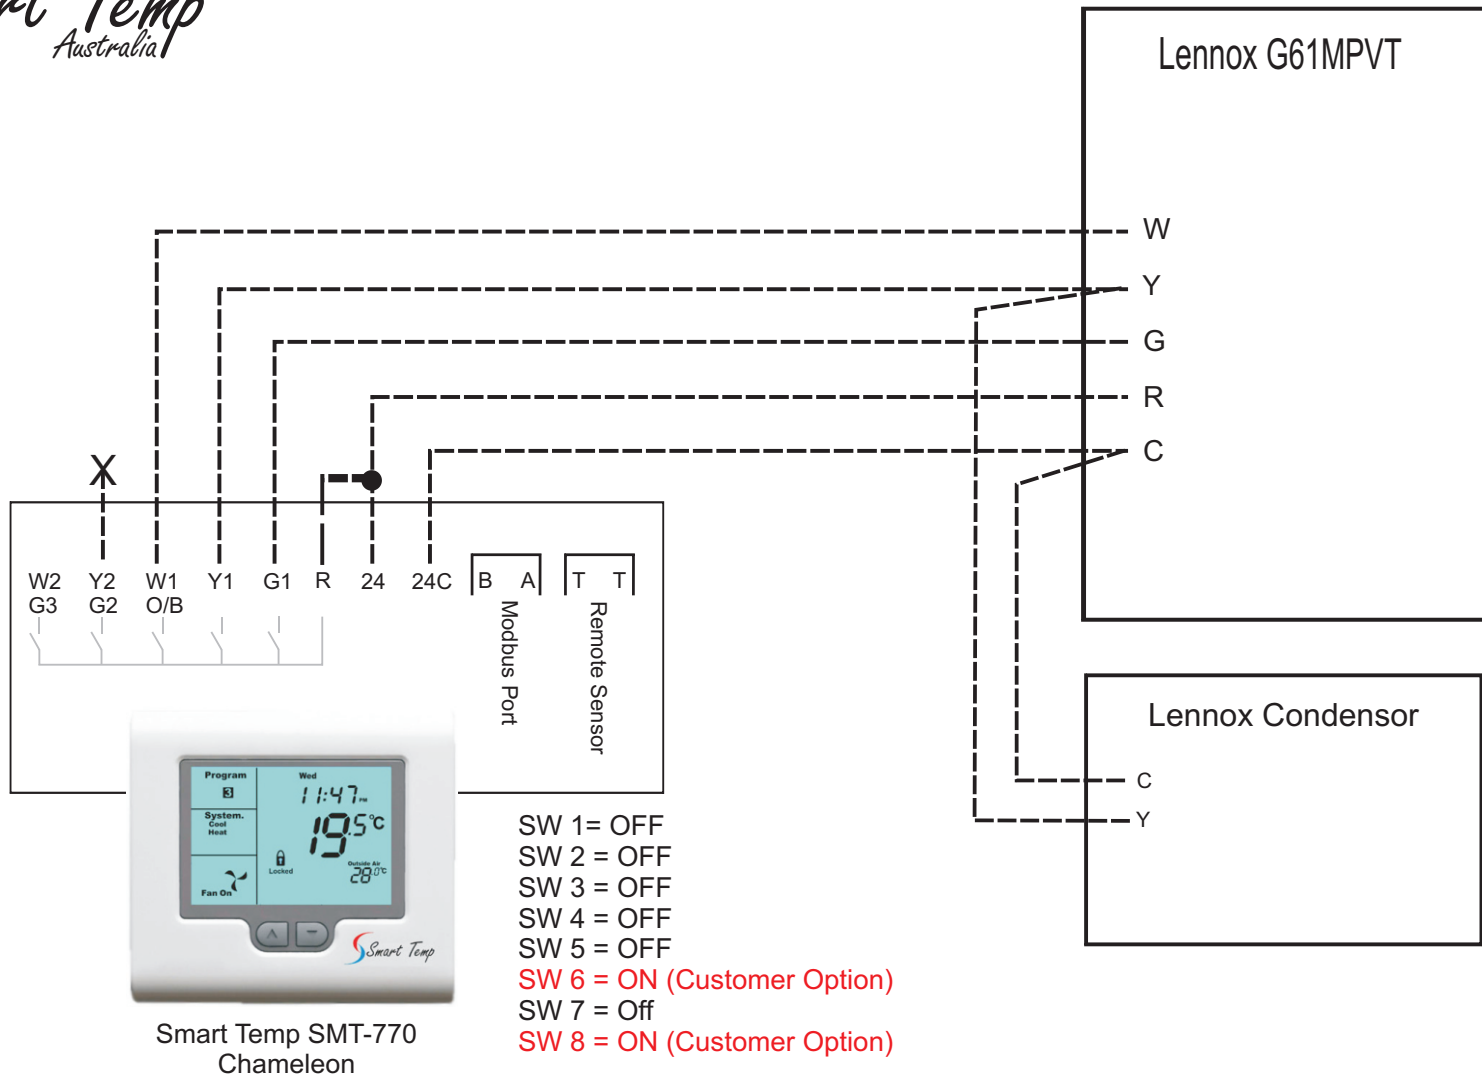 Temp
Australia
Lennox G61MPVT
W
Y
G
R
C
X
W2 Y2 W1 Y1 G1 R 24 24C B A T T
G3 G2 O/B
Modbus Port
Remote Sensor
Lennox Condensor
C
Y
Program
3
System.
Cool
Heat
Fan On
Wed
11:47 PM
19.5°C
Locked
Outside Air
28.0°C
Smart Temp
Smart Temp SMT-770
Chameleon
SW 1= OFF
SW 2 = OFF
SW 3 = OFF
SW 4 = OFF
SW 5 = OFF
SW 6 = ON (Customer Option)
SW 7 = Off
SW 8 = ON (Customer Option)